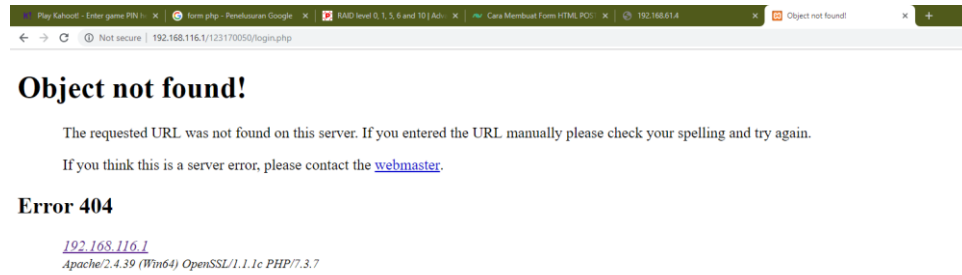 Play Kahoot! - Enter game PIN h
form php - Penelusuran Google
RAID level 0, 1, 5, 6 and 10 | Adv
Cara Membuat Form HTML POS
192.168.61.4
Object not found!
Not secure | 192.168.116.1/123170050/login.php
Object not found!
The requested URL was not found on this server. If you entered the URL manually please check your spelling and try again.
If you think this is a server error, please contact the webmaster.
Error 404
192.168.116.1
Apache/2.4.39 (Win64) OpenSSL/1.1.1c PHP/7.3.7